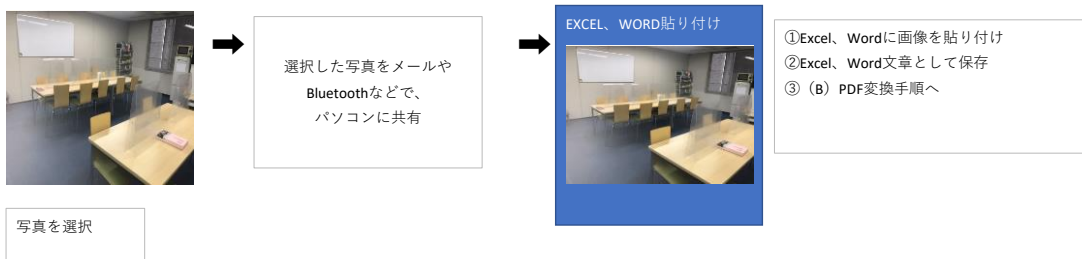 写真を選択
選択した写真をメールや
Bluetoothなどで、
パソコンに共有
EXCEL、WORD貼り付け
①Excel、Wordに画像を貼り付け
②Excel、Word文章として保存
③（B）PDF変換手順へ